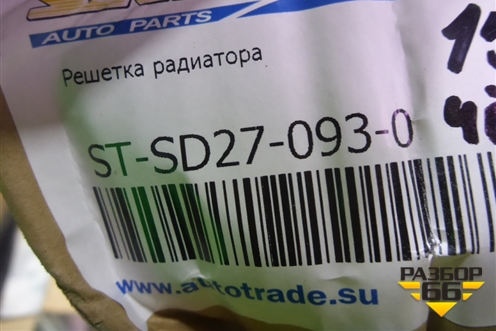 AUTO PARTS
Решетка радиатора
ST-SD27-093-0
www.autotrade.su
РАЗБОР
66